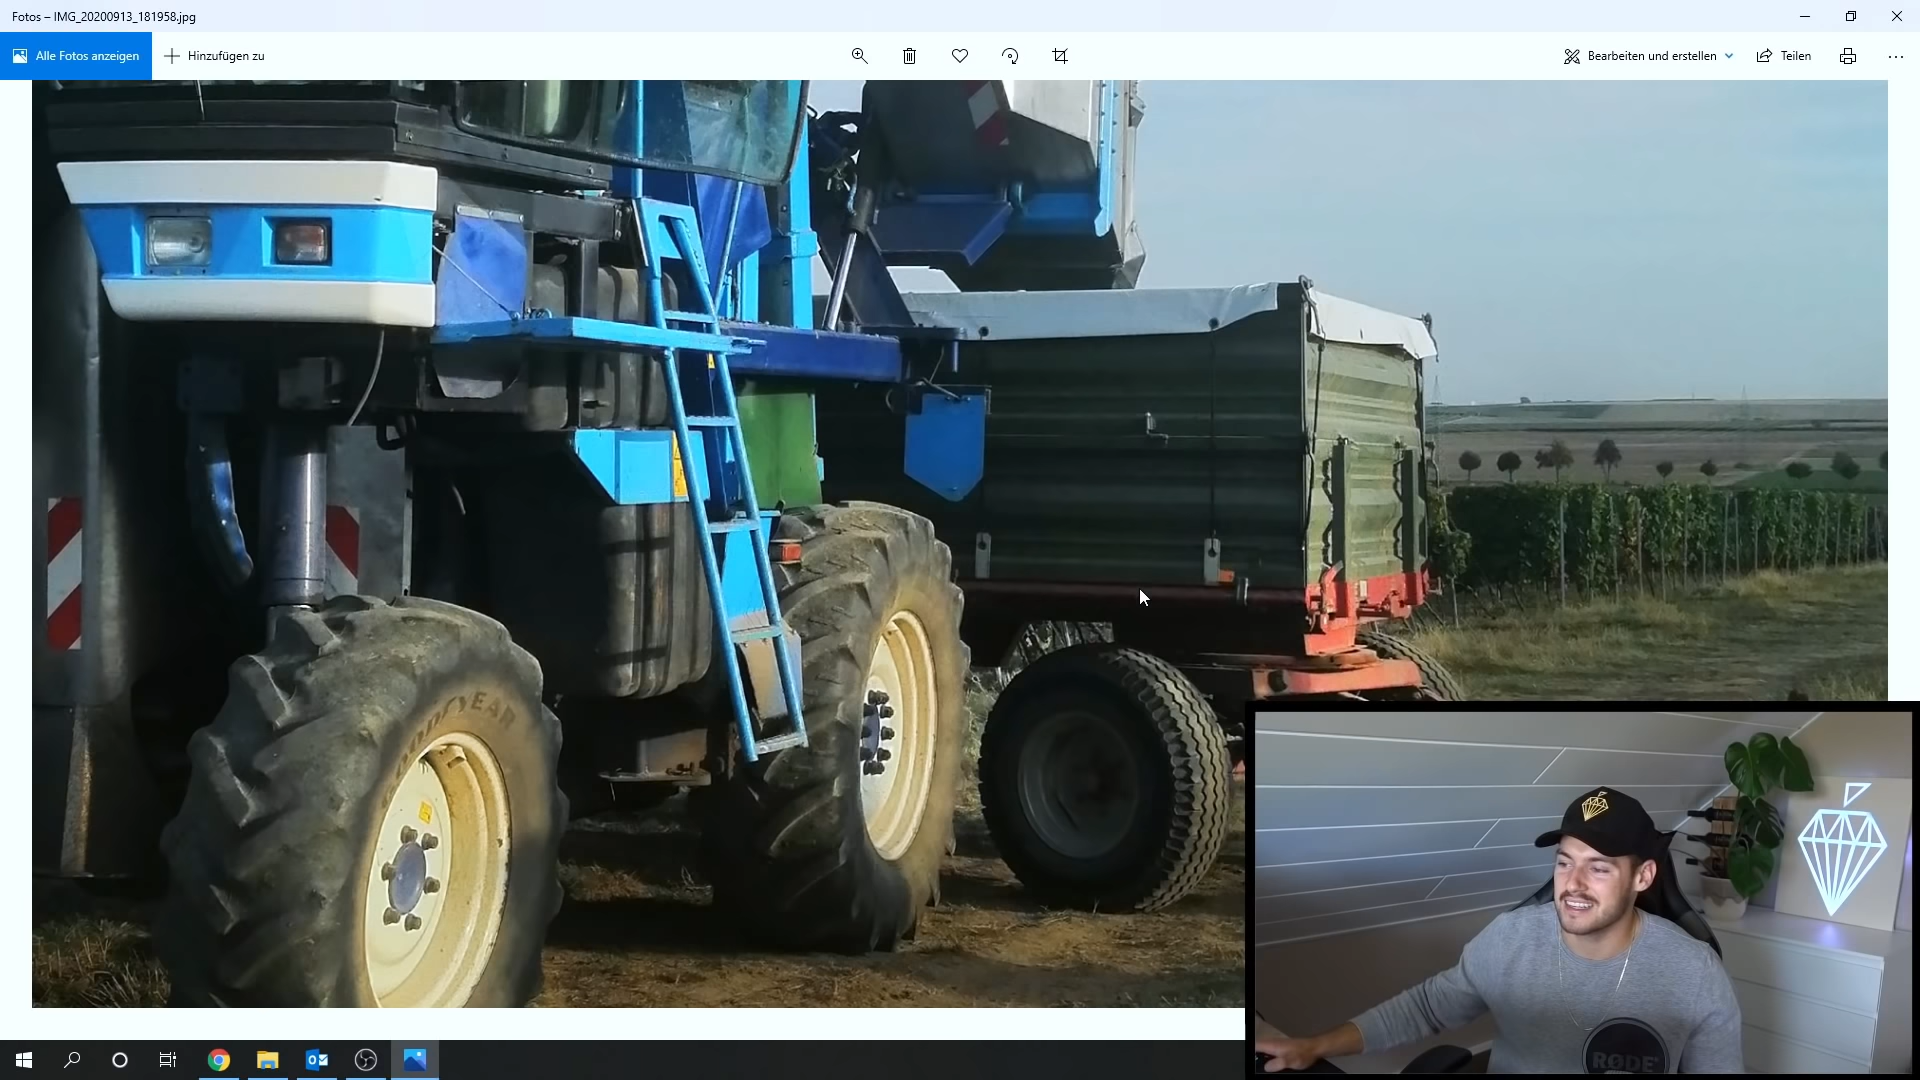 Fotos – IMG_20200913_181958.jpg
Alle Fotos anzeigen
Hinzufügen zu
Bearbeiten und erstellen
Teilen
GOODYEAR
RØDE